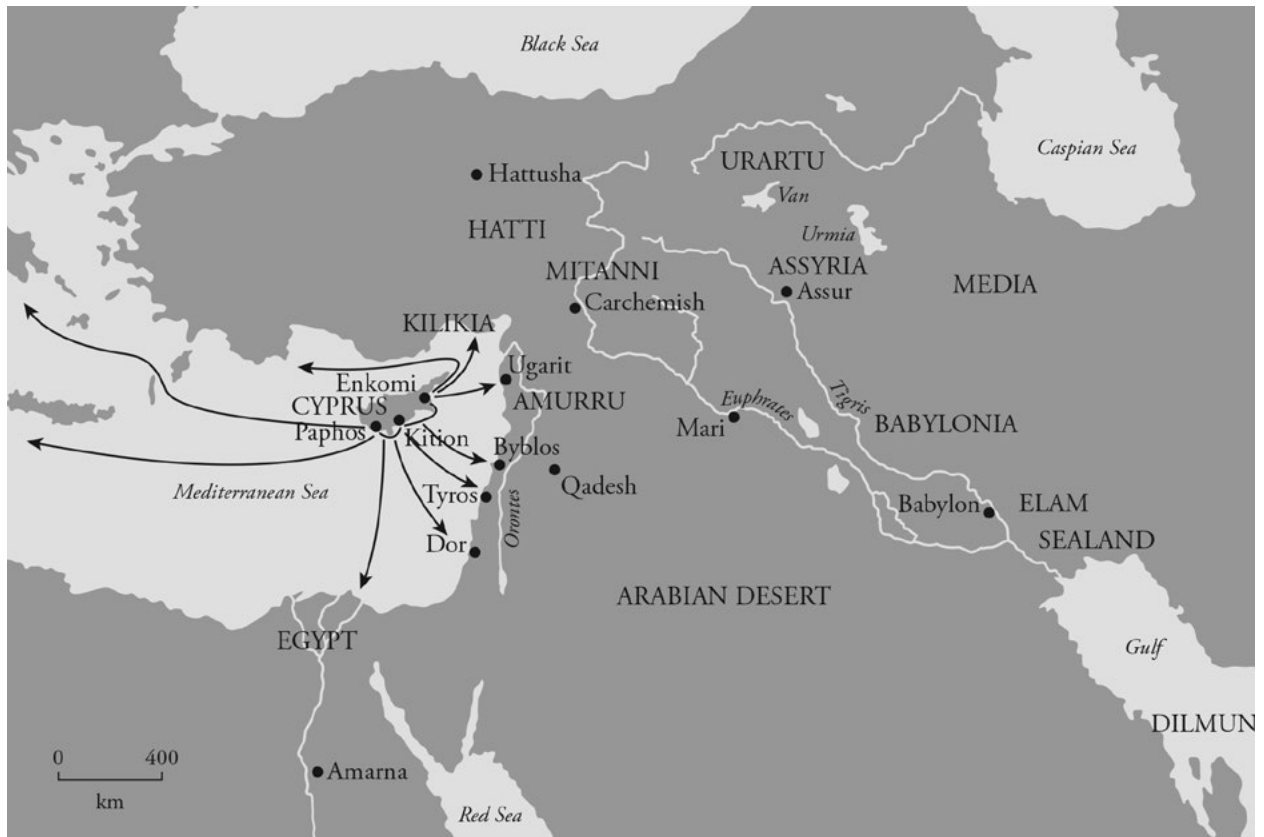 Black Sea
Caspian Sea
URARTU
Hattusha
Van
HATTI
Urmia
MITANNI
ASSYRIA
MEDIA
Assur
Carchemish
KILIKIA
Ugarit
Enkomi
AMURRU
CYPRUS
Euphrates
Tigris
Paphos
Kition
Mari
BABYLONIA
Byblos
Qadesh
Mediterranean Sea
Tyros
Orontes
Babylon
ELAM
Dor
SEALAND
ARABIAN DESERT
EGYPT
Gulf
DILMUN
0 400
km
Amarna
Red Sea